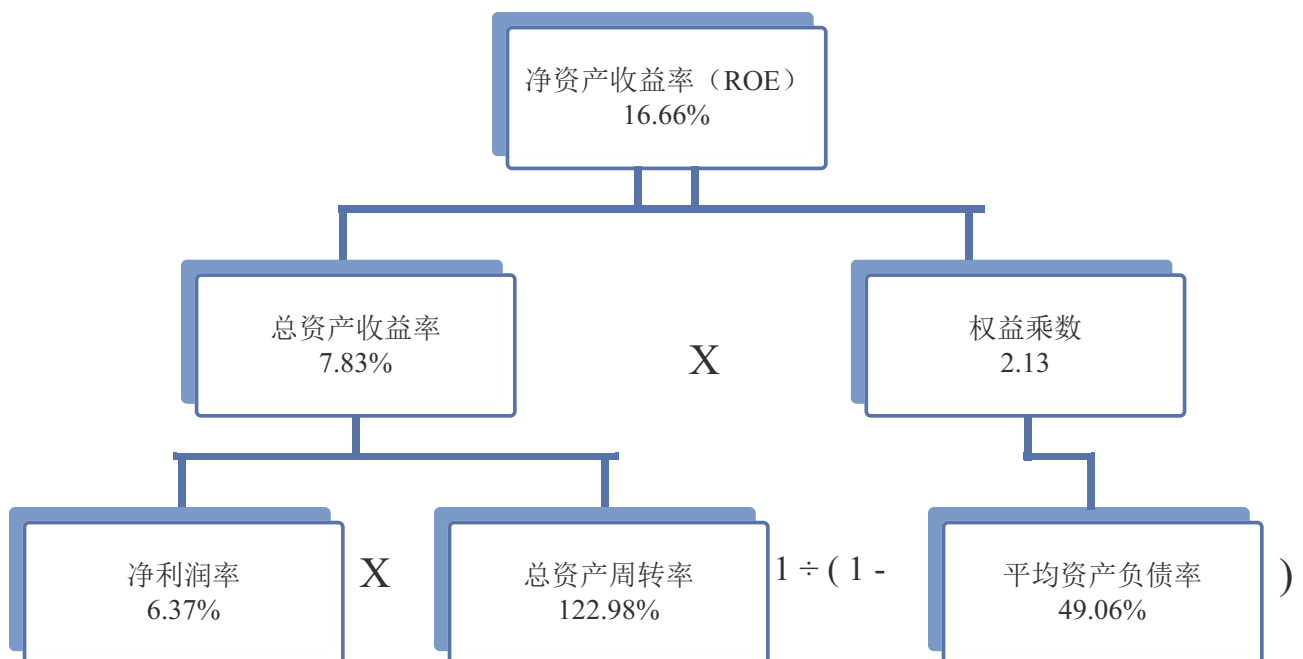 净资产收益率（ROE）
16.66%
总资产收益率
7.83%
X
权益乘数
2.13
净利润率
6.37%
X
总资产周转率
122.98%
1 ÷ ( 1 -
平均资产负债率
49.06%
)